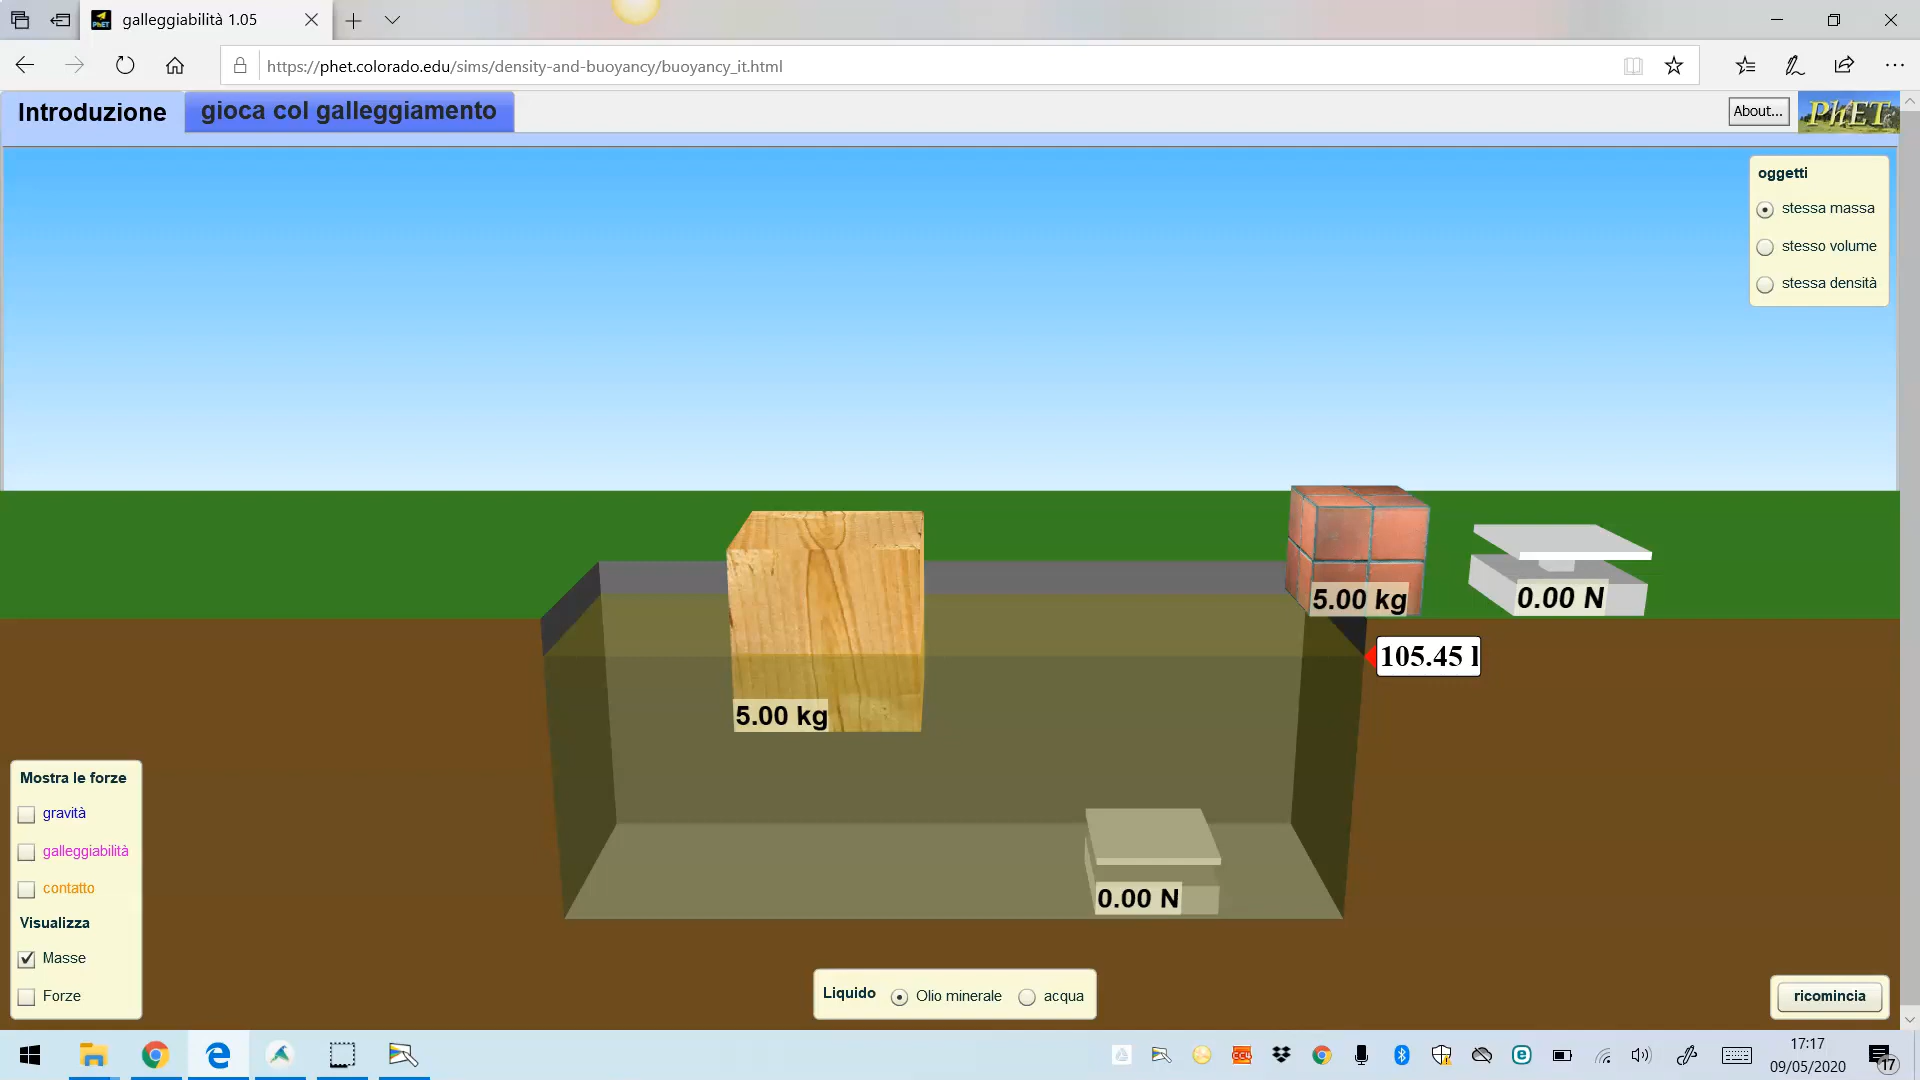 galleggiabilità 1.05
https://phet.colorado.edu/sims/density-and-buoyancy/buoyancy_it.html
Introduzione
gioca col galleggiamento
About...
PhET
oggetti
stessa massa
stesso volume
stessa densità
5.00 kg
0.00 N
105.45 l
5.00 kg
0.00 N
Mostra le forze
gravità
galleggiabilità
contatto
Visualizza
Masse
Forze
Liquido
Olio minerale
acqua
ricomincia
17:17
09/05/2020
17